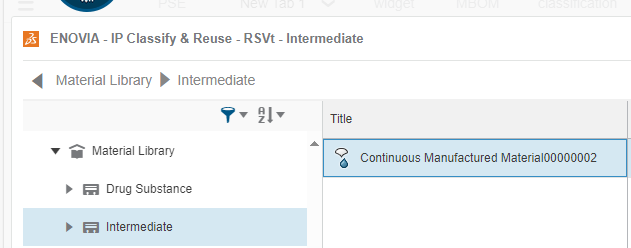 PSE New Tab 1 widget MBOM classification
ENOVIA - IP Classify & Reuse - RSVt - Intermediate
Material Library Intermediate
Title
Material Library
Continuous Manufactured Material00000002
Drug Substance
Intermediate